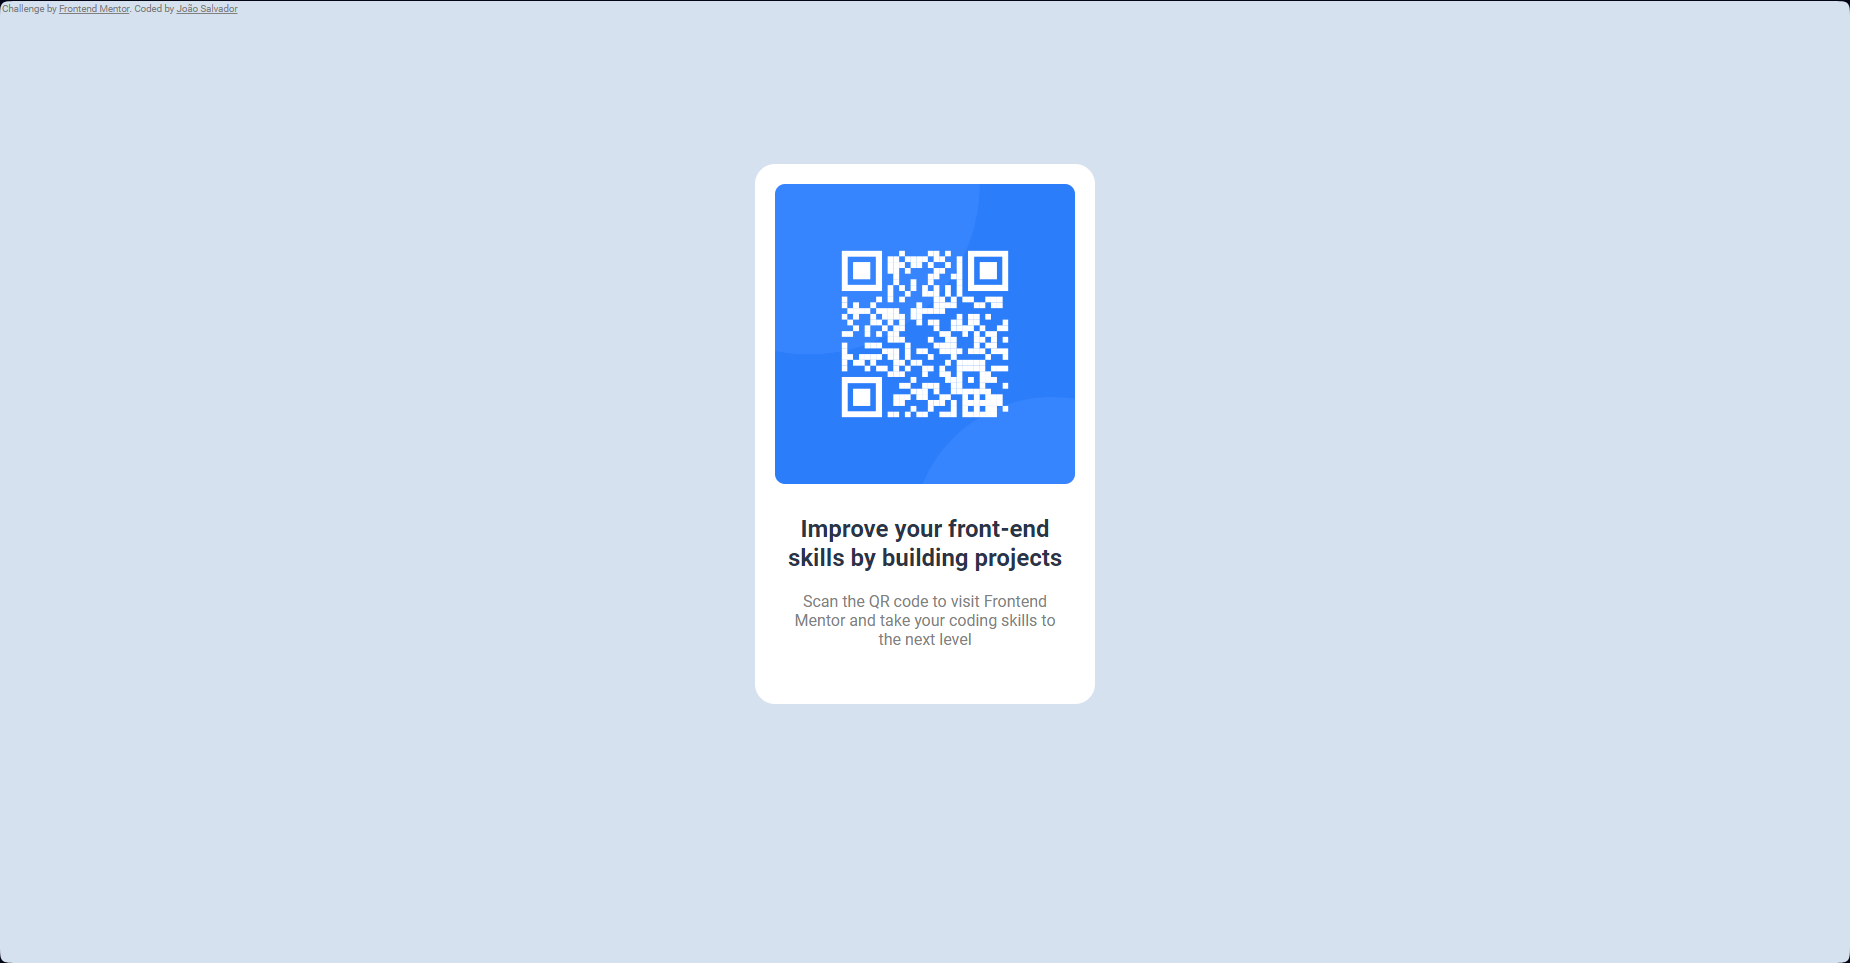 Challenge by Frontend Mentor. Coded by João Salvador
Improve your front-end
skills by building projects
Scan the QR code to visit Frontend
Mentor and take your coding skills to
the next level